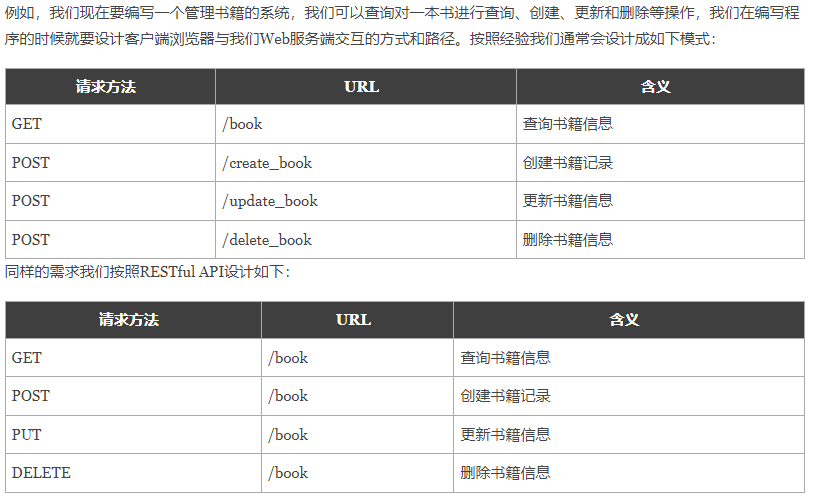 例如，我们现在要编写一个管理书籍的系统，我们可以查询对一本书进行查询、创建、更新和删除等操作，我们在编写程
序的时候就要设计客户端浏览器与我们Web服务端交互的方式和路径。按照经验我们通常会设计成如下模式：
请求方法 URL 含义
GET /book 查询书籍信息
POST /create_book 创建书籍记录
POST /update_book 更新书籍信息
POST /delete_book 删除书籍信息
同样的需求我们按照RESTful API设计如下：
请求方法 URL 含义
GET /book 查询书籍信息
POST /book 创建书籍记录
PUT /book 更新书籍信息
DELETE /book 删除书籍信息